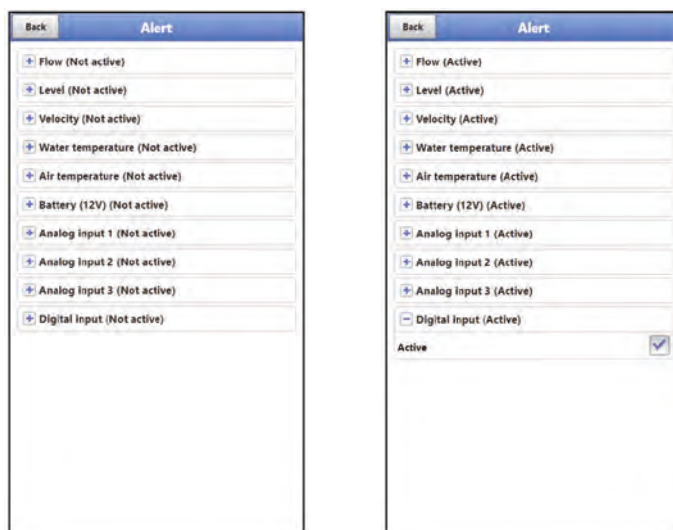 Back
Alert
Flow (Not active)
Level (Not active)
Velocity (Not active)
Water temperature (Not active)
Air temperature (Not active)
Battery (12V) (Not active)
Analog input 1 (Not active)
Analog input 2 (Not active)
Analog input 3 (Not active)
Digital input (Not active)
Back
Alert
Flow (Active)
Level (Active)
Velocity (Active)
Water temperature (Active)
Air temperature (Active)
Battery (12V) (Active)
Analog input 1 (Active)
Analog input 2 (Active)
Analog input 3 (Active)
Digital input (Active)
Active